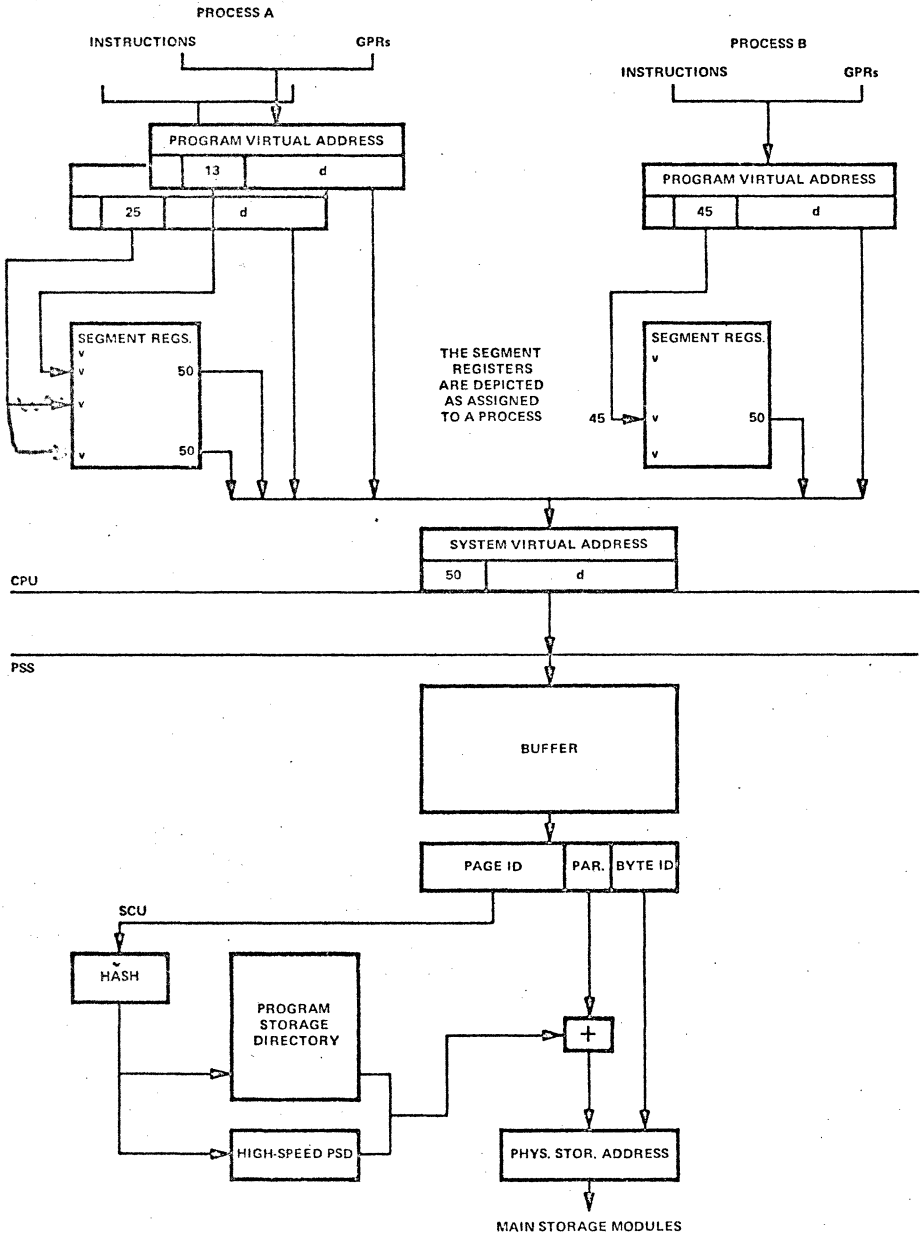 PROCESS A
INSTRUCTIONS GPRs
PROCESS B
INSTRUCTIONS GPRs
PROGRAM VIRTUAL ADDRESS
13 d
25 d
PROGRAM VIRTUAL ADDRESS
45 d
SEGMENT REGS.
v
v 50
v
v 50
THE SEGMENT
REGISTERS
ARE DEPICTED
AS ASSIGNED
TO A PROCESS
SEGMENT REGS.
v
45 v 50
v
SYSTEM VIRTUAL ADDRESS
50 d
CPU
PSS
BUFFER
PAGE ID PAR. BYTE ID
SCU
HASH
PROGRAM
STORAGE
DIRECTORY
+
HIGH-SPEED PSD
PHYS. STOR. ADDRESS
MAIN STORAGE MODULES